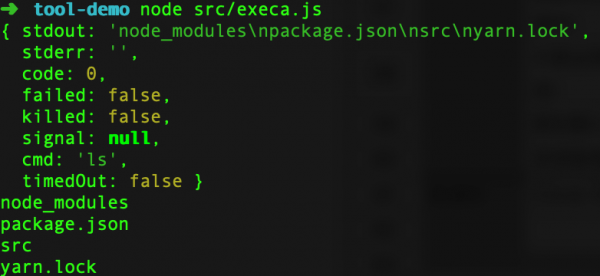 ➜ tool-demo node src/execa.js
{ stdout: 'node_modules\npackage.json\nsrc\nyarn.lock',
  stderr: '',
  code: 0,
  failed: false,
  killed: false,
  signal: null,
  cmd: 'ls',
  timedOut: false }
node_modules
package.json
src
yarn.lock